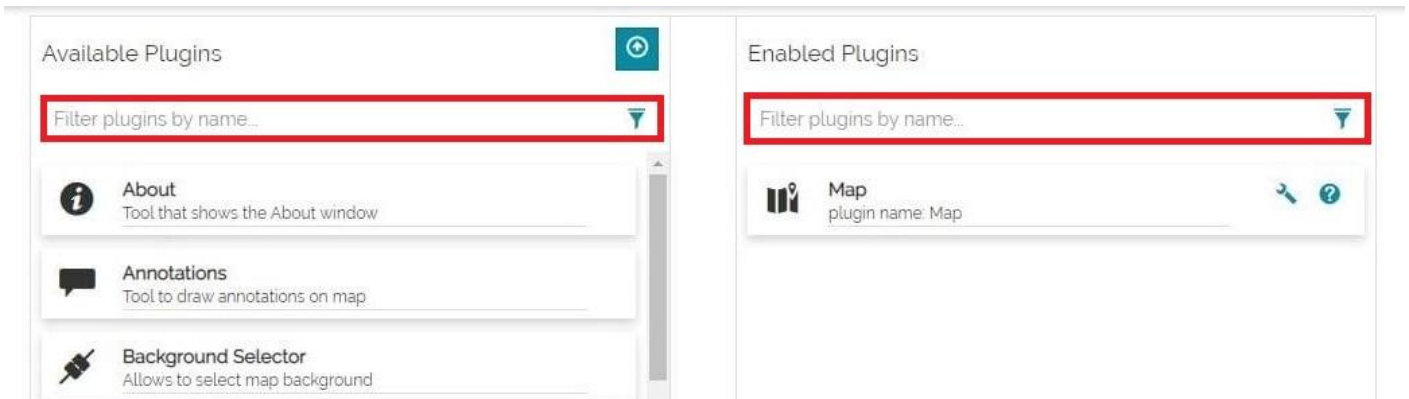 Available Plugins
Filter plugins by name...
About
Tool that shows the About window
Annotations
Tool to draw annotations on map
Background Selector
Allows to select map background
Enabled Plugins
Filter plugins by name...
Map
plugin name: Map